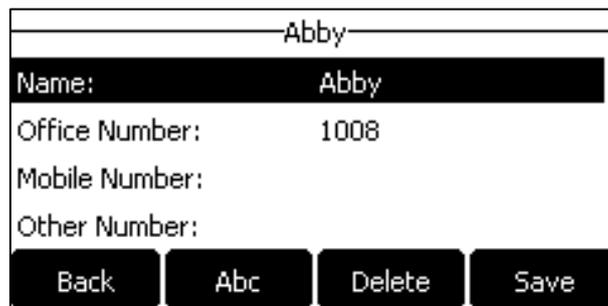 Abby
Name: Abby
Office Number: 1008
Mobile Number:
Other Number:
Back Abc Delete Save